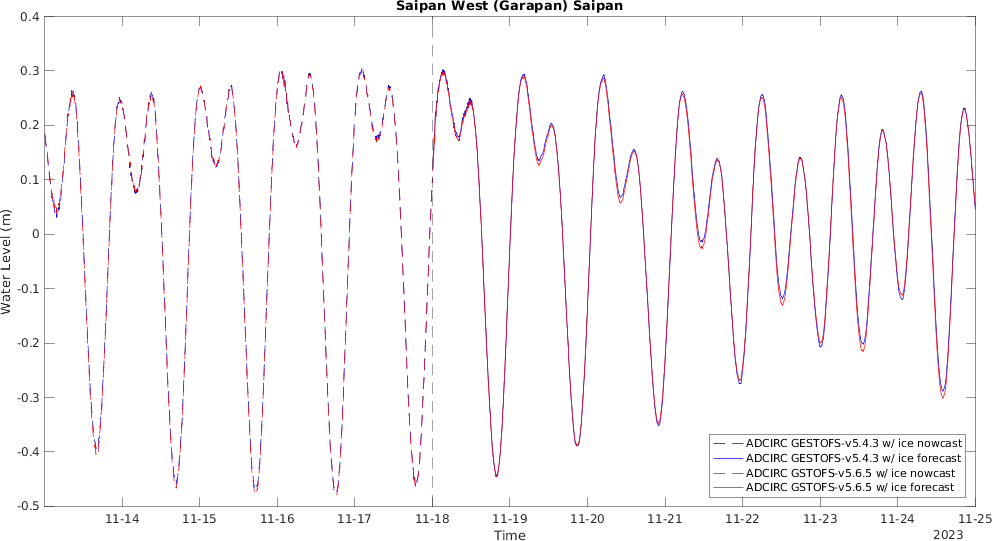 Saipan West (Garapan) Saipan
0.4
0.3
0.2
0.1
0
-0.1
-0.2
-0.3
-0.4
-0.5
Water Level (m)
11-14 11-15 11-16 11-17 11-18 11-19 11-20 11-21 11-22 11-23 11-24 11-25
Time
2023
ADCIRC GESTOFS-v5.4.3 w/ ice nowcast
ADCIRC GESTOFS-v5.4.3 w/ ice forecast
ADCIRC GSTOFS-v5.6.5 w/ ice nowcast
ADCIRC GSTOFS-v5.6.5 w/ ice forecast